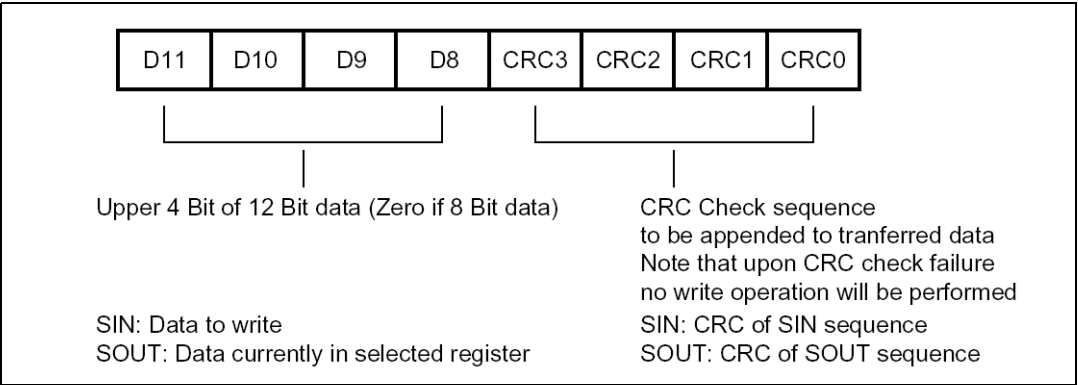 D11 D10 D9 D8 CRC3 CRC2 CRC1 CRC0
Upper 4 Bit of 12 Bit data (Zero if 8 Bit data)
SIN: Data to write
SOUT: Data currently in selected register
CRC Check sequence
to be appended to tranferred data
Note that upon CRC check failure
no write operation will be performed
SIN: CRC of SIN sequence
SOUT: CRC of SOUT sequence